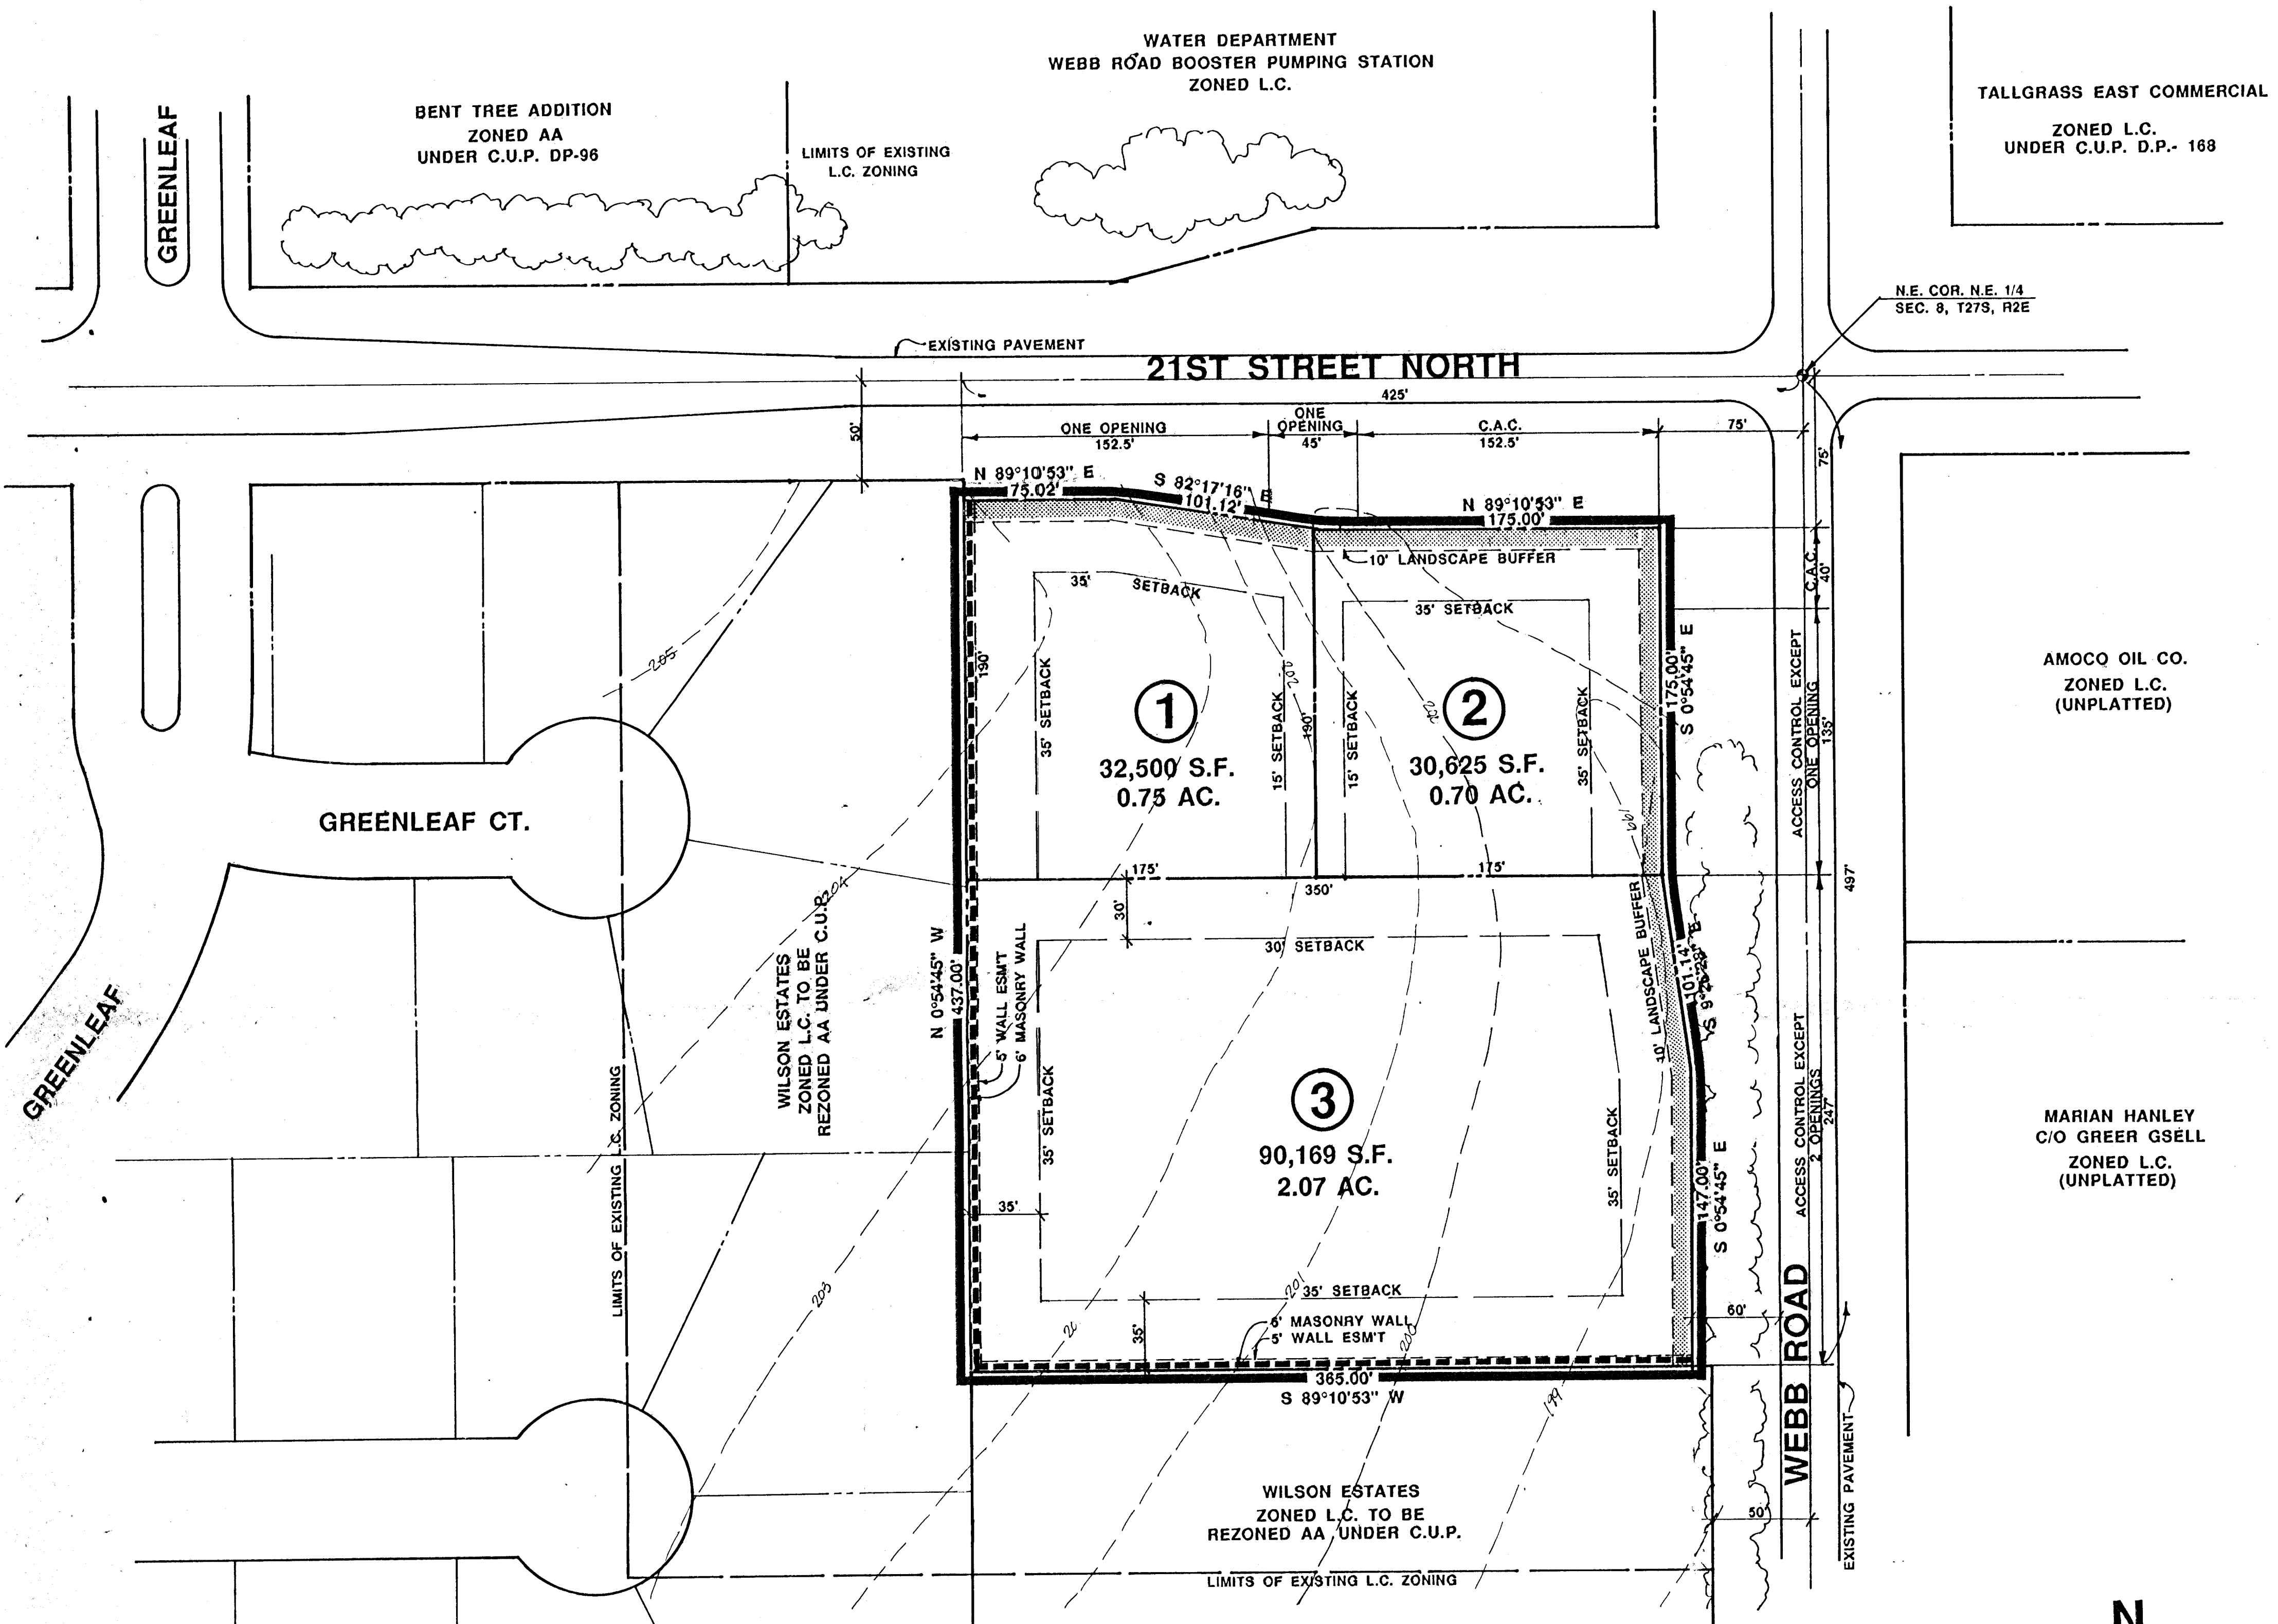 WATER DEPARTMENT
WEBB ROAD BOOSTER PUMPING STATION
ZONED L.C.
BENT TREE ADDITION
ZONED AA
UNDER C.U.P. DP-96
LIMITS OF EXISTING
L.C. ZONING
TALLGRASS EAST COMMERCIAL
ZONED L.C.
UNDER C.U.P. D.P.- 168
GREENLEAF
N.E. COR. N.E. 1/4
SEC. 8, T27S, R2E
EXISTING PAVEMENT
21ST STREET NORTH
425'
50'
ONE OPENING
152.5'
ONE
OPENING
45'
C.A.C.
152.5'
75'
75'
N 89°10'53" E
75.02'
S 82°17'16" E
101.12'
N 89°10'53" E
175.00'
10' LANDSCAPE BUFFER
35' SETBACK
35' SETBACK
C.A.C.
40'
190'
35' SETBACK
15' SETBACK
190'
15' SETBACK
35' SETBACK
175.00'
S 0°54'45" E
ACCESS CONTROL EXCEPT
ONE OPENING
135'
205
200
202
1
32,500 S.F.
0.75 AC.
2
30,625 S.F.
0.70 AC.
AMOCO OIL CO.
ZONED L.C.
(UNPLATTED)
GREENLEAF CT.
199
175'
350'
175'
497'
30'
30' SETBACK
204
WILSON ESTATES
ZONED L.C. TO BE
REZONED AA UNDER C.U.P.
N 0°54'45" W
437.00'
5' WALL ESM'T
6' MASONRY WALL
10' LANDSCAPE BUFFER
101.14'
GREENLEAF
LIMITS OF EXISTING L.C. ZONING
35' SETBACK
3
90,169 S.F.
2.07 AC.
35' SETBACK
147.00'
S 0°54'45" E
ACCESS CONTROL EXCEPT
2 OPENINGS
247'
MARIAN HANLEY
C/O GREER GSELL
ZONED L.C.
(UNPLATTED)
35'
203
201
35' SETBACK
35'
6' MASONRY WALL
5' WALL ESM'T
200
60'
365.00'
S 89°10'53" W
199
WEBB ROAD
EXISTING PAVEMENT
WILSON ESTATES
ZONED L.C. TO BE
REZONED AA UNDER C.U.P.
50'
LIMITS OF EXISTING L.C. ZONING
N